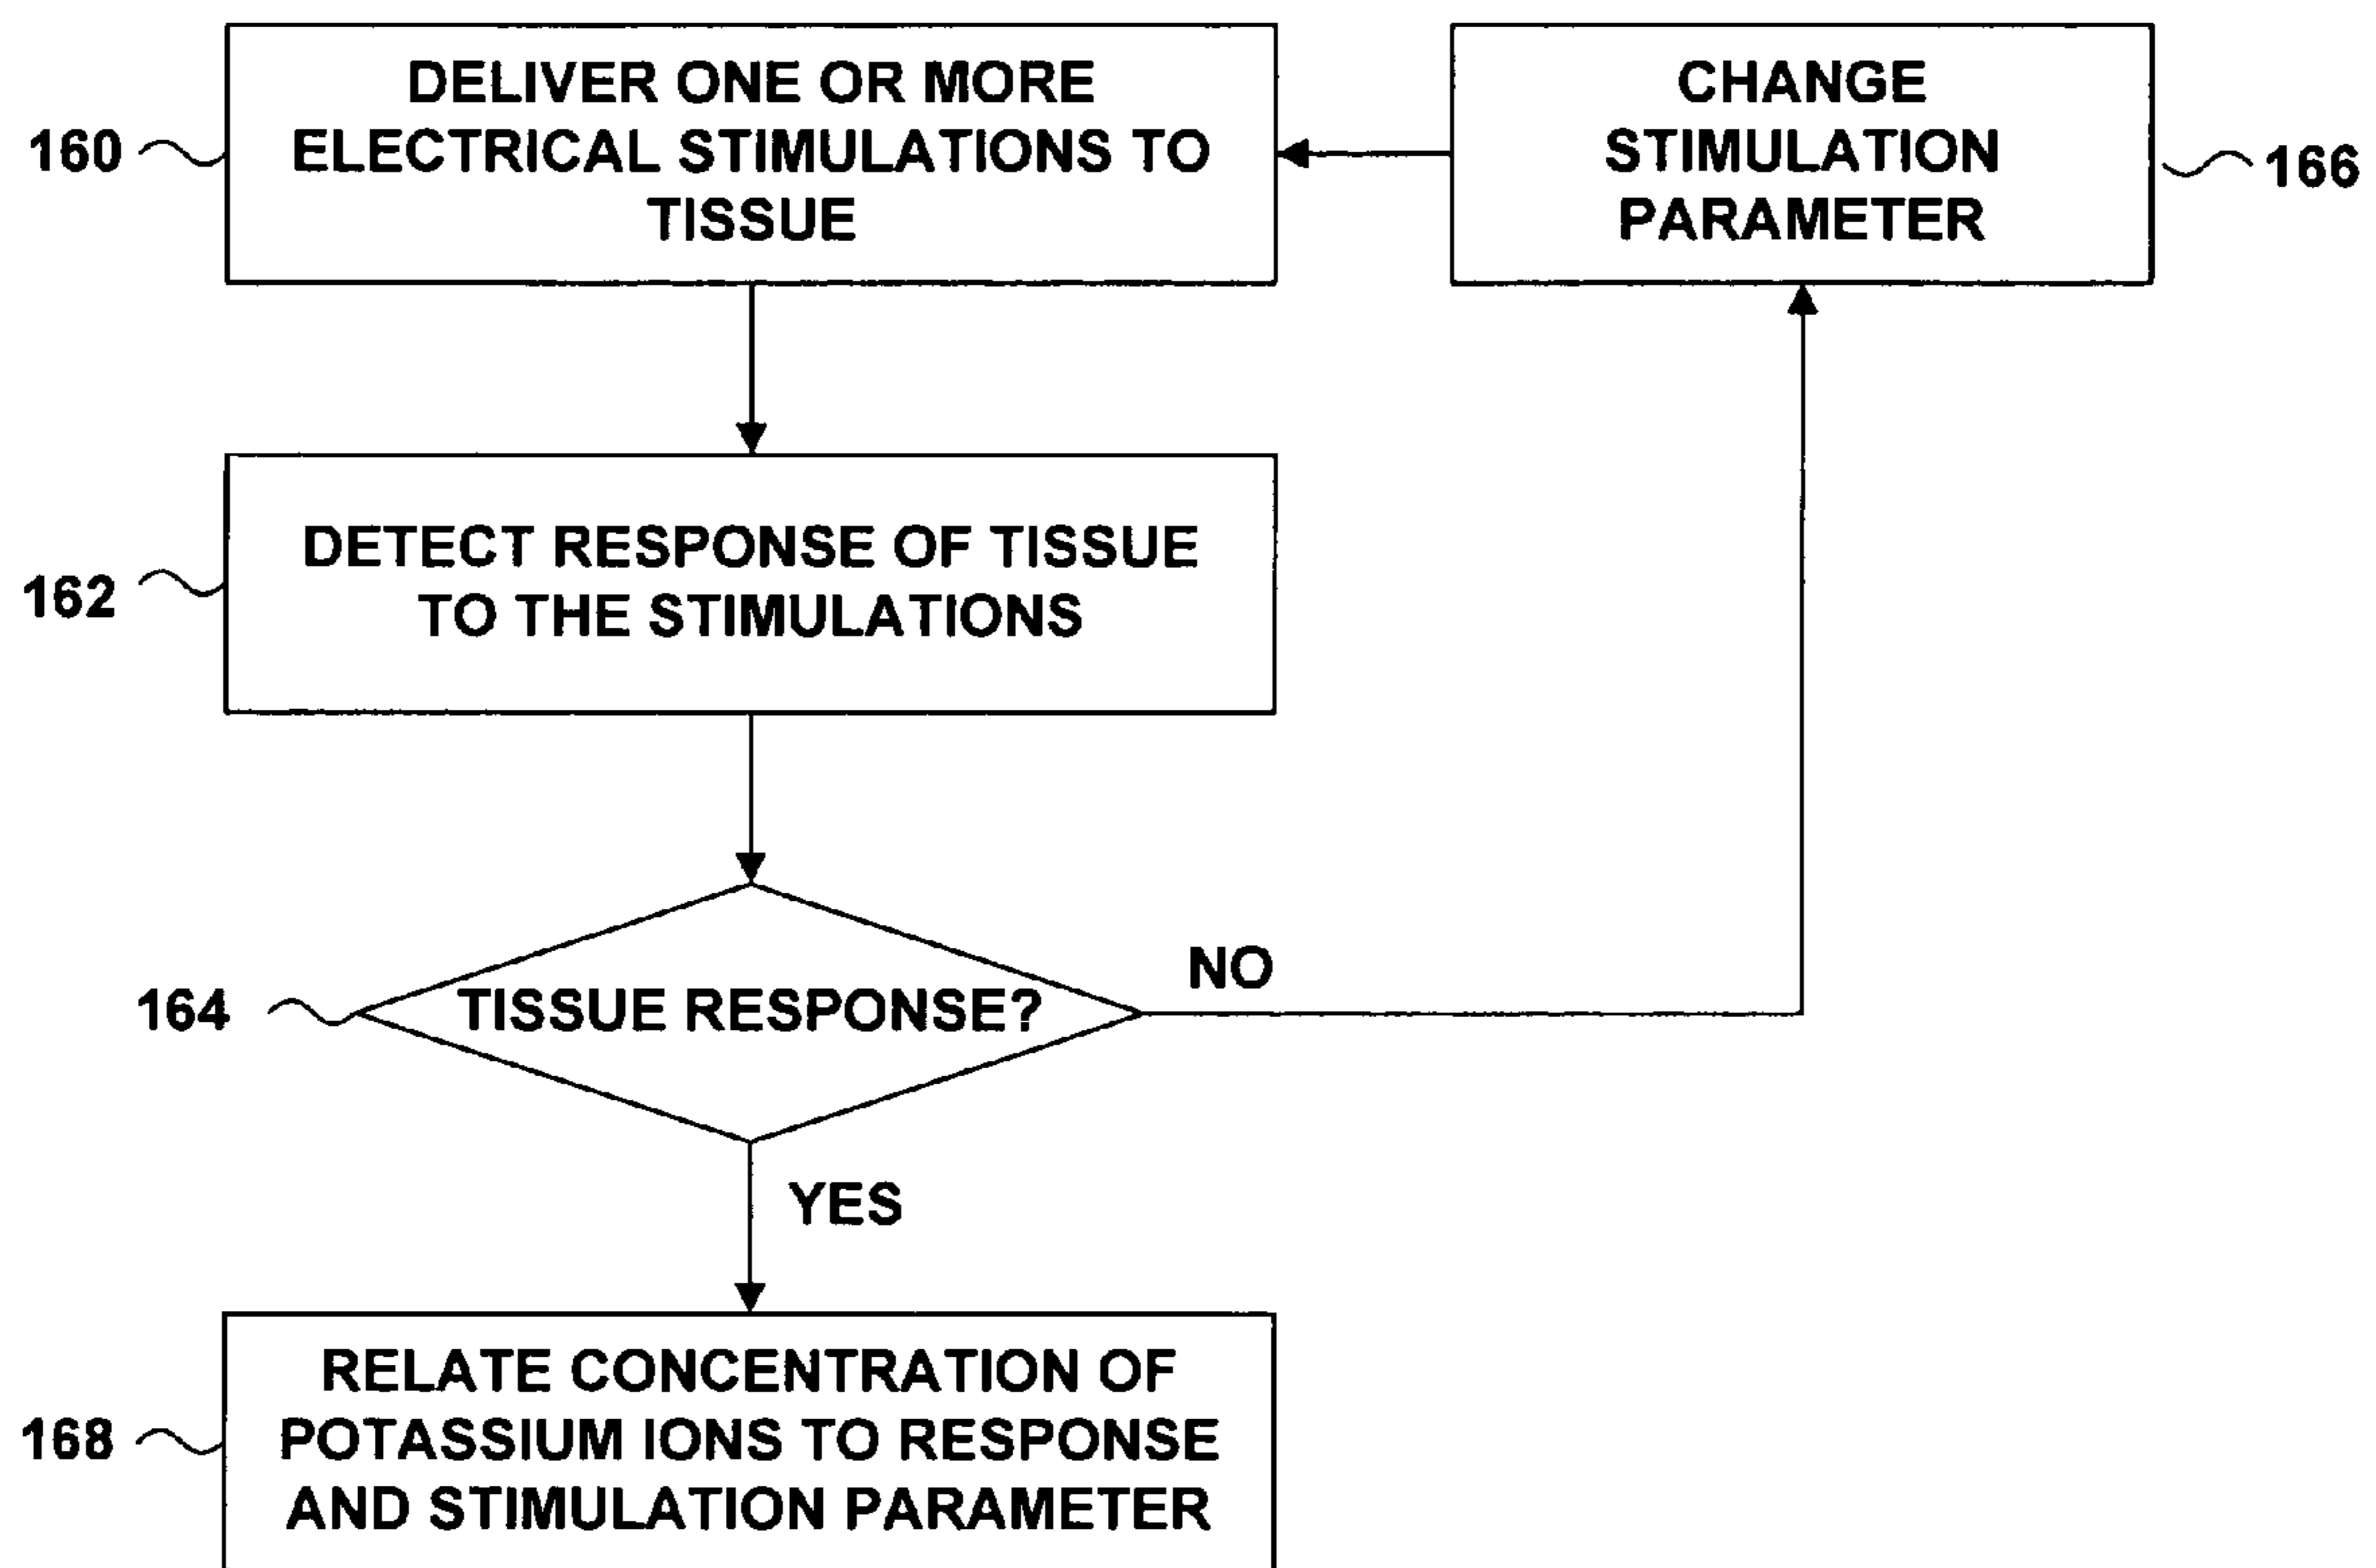 160
DELIVER ONE OR MORE
ELECTRICAL STIMULATIONS TO
TISSUE
CHANGE
STIMULATION
PARAMETER
166
162
DETECT RESPONSE OF TISSUE
TO THE STIMULATIONS
164
TISSUE RESPONSE?
NO
YES
168
RELATE CONCENTRATION OF
POTASSIUM IONS TO RESPONSE
AND STIMULATION PARAMETER